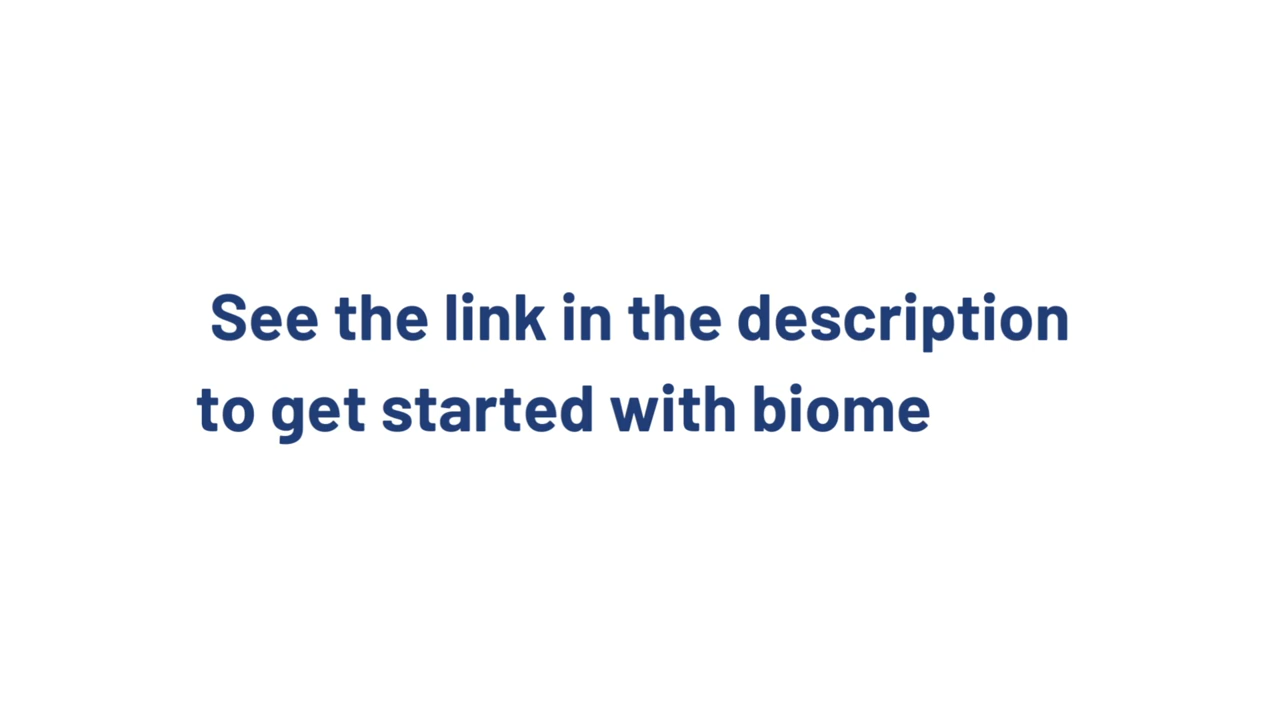 See the link in the description
to get started with biome